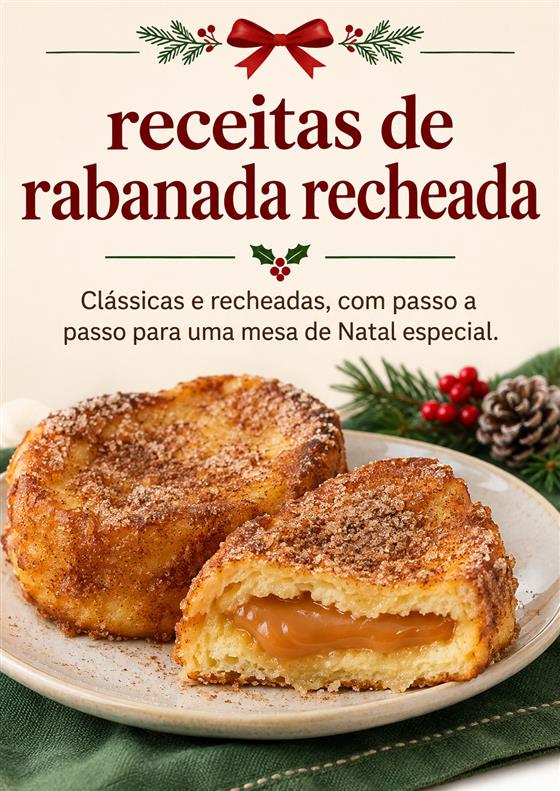 receitas de
rabanada recheada
Clássicas e recheadas, com passo a
passo para uma mesa de Natal especial.